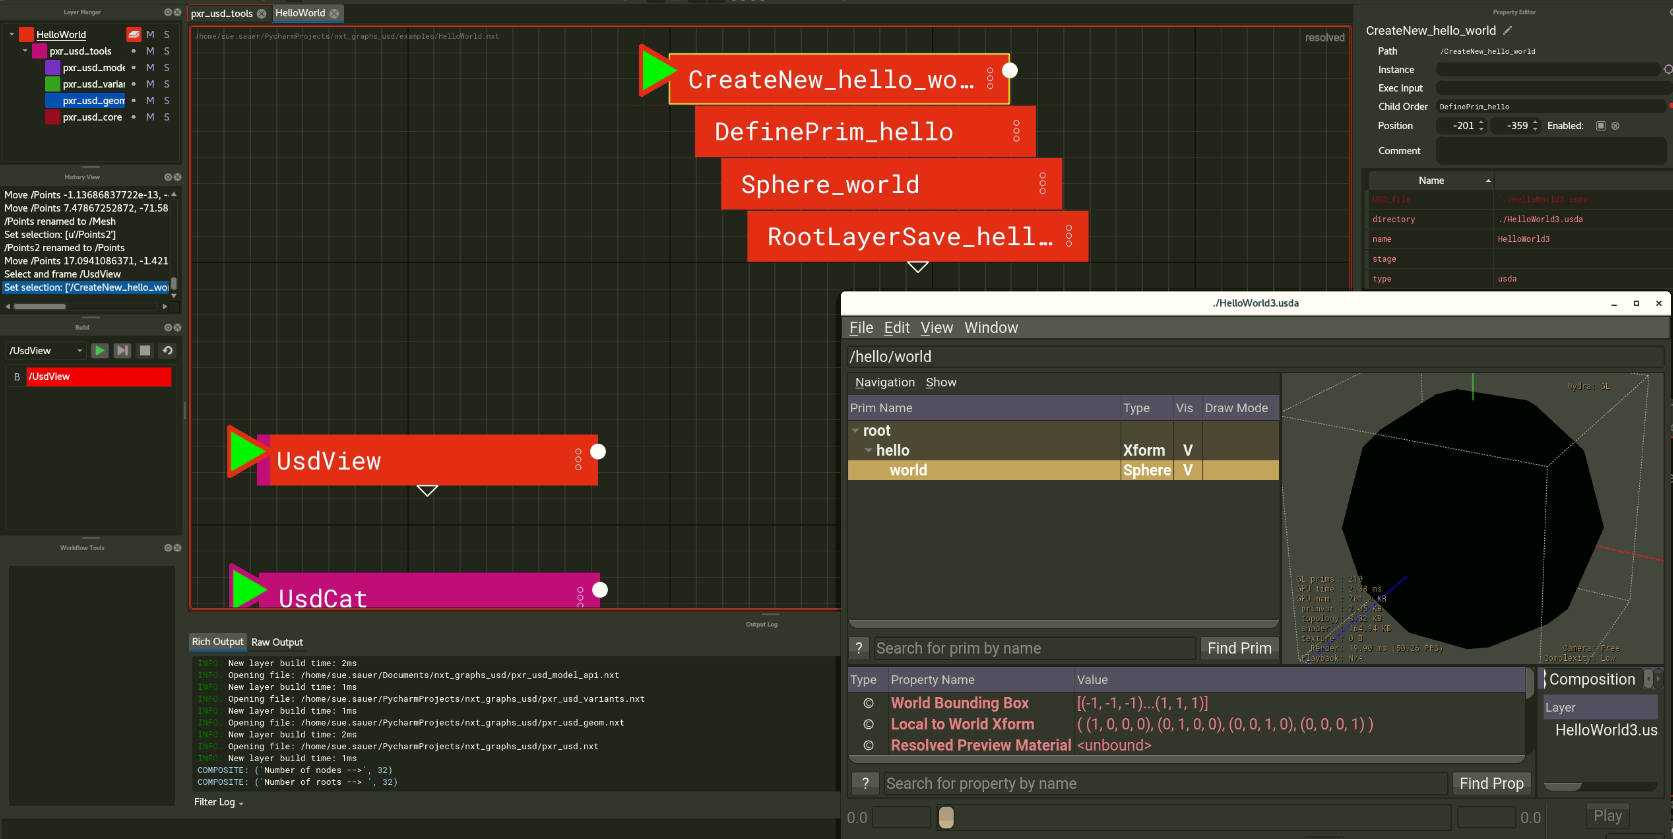 Layer Manger
HelloWorld M S
pxr_usd_tools M S
pxr_usd_mode M S
pxr_usd_varia M S
pxr_usd_geom M S
pxr_usd_core M S
History View
Move /Points -1.13686837722e-13, -
Move /Points 7.47867252872, -71.58
/Points renamed to /Mesh
Set selection: [u'/Points2']
/Points2 renamed to /Points
Move /Points 17.0941086371, -1.421
Select and frame /UsdView
Set selection: ['/CreateNew_hello_wo
Build
/UsdView
B /UsdView
Workflow Tools
pxr_usd_tools HelloWorld
/home/sue.sauer/PycharmProjects/nxt_graphs_usd/examples/HelloWorld.nxt
resolved
CreateNew_hello_wo...
DefinePrim_hello
Sphere_world
RootLayerSave_hell...
UsdView
UsdCat
Output Log
Rich Output Raw Output
INFO: New layer build time: 2ms
INFO: Opening file: /home/sue.sauer/Documents/nxt_graphs_usd/pxr_usd_model_api.nxt
INFO: New layer build time: 1ms
INFO: Opening file: /home/sue.sauer/PycharmProjects/nxt_graphs_usd/pxr_usd_variants.nxt
INFO: New layer build time: 1ms
INFO: Opening file: /home/sue.sauer/PycharmProjects/nxt_graphs_usd/pxr_usd_geom.nxt
INFO: New layer build time: 2ms
INFO: Opening file: /home/sue.sauer/PycharmProjects/nxt_graphs_usd/pxr_usd.nxt
INFO: New layer build time: 1ms
COMPOSITE: ('Number of nodes -->', 32)
COMPOSITE: ('Number of roots --> ', 32)
Filter Log
Property Editor
CreateNew_hello_world
Path /CreateNew_hello_world
Instance
Exec Input
Child Order DefinePrim_hello
Position -201 -359 Enabled:
Comment
Name
USD_file './HelloWorld3.usda
directory ./HelloWorld3.usda
name HelloWorld3
stage
type usda
./HelloWorld3.usda
File Edit View Window
/hello/world
Navigation Show
Prim Name Type Vis Draw Mode
root
hello Xform V
world Sphere V
Hydra: GL
GL prims : 210
Playback: N/A
Camera: Free
Complexity: Low
? Search for prim by name Find Prim
Type Property Name Value
World Bounding Box [(-1, -1, -1)...(1, 1, 1)]
Local to World Xform ( (1, 0, 0, 0), (0, 1, 0, 0), (0, 0, 1, 0), (0, 0, 0, 1) )
Resolved Preview Material <unbound>
? Search for property by name Find Prop
Composition
Layer
HelloWorld3.us
0.0 0.0 Play